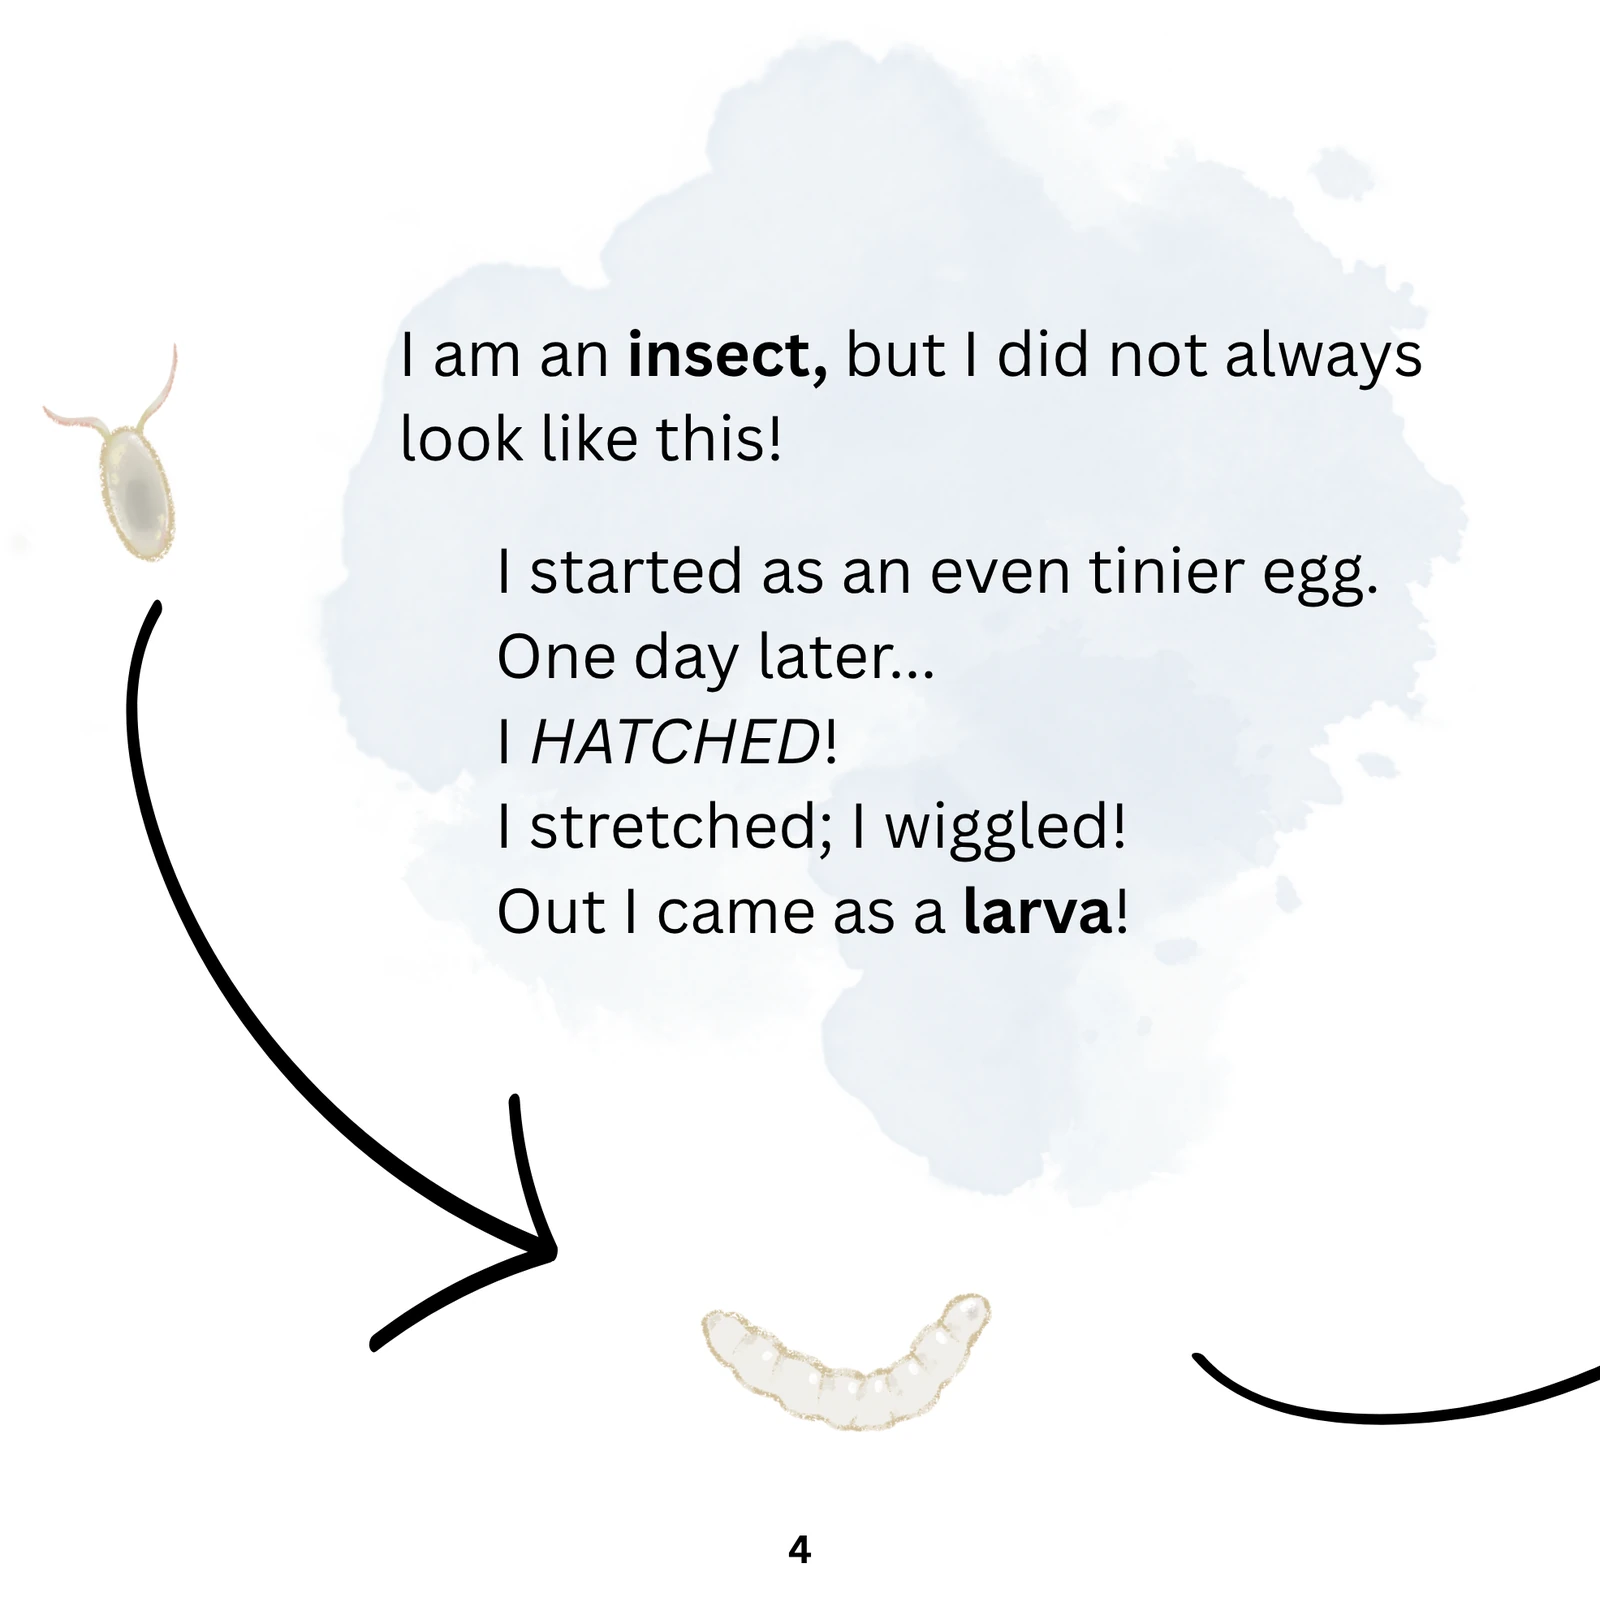 I am an insect, but I did not always
look like this!
I started as an even tinier egg.
One day later...
I HATCHED!
I stretched; I wiggled!
Out I came as a larva!
4